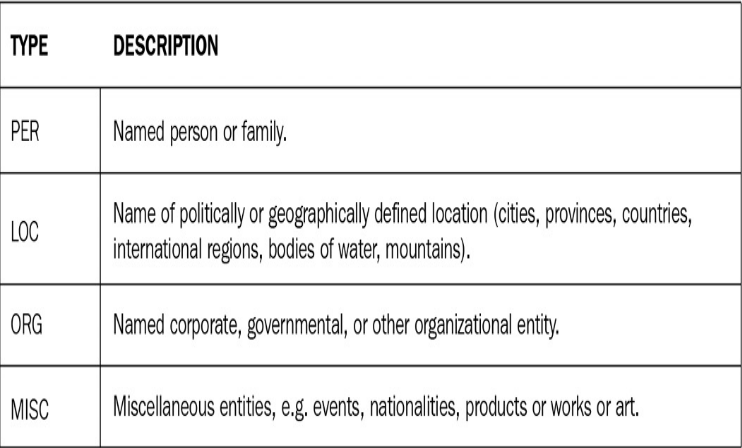 TYPE DESCRIPTION
PER Named person or family.
LOC Name of politically or geographically defined location (cities, provinces, countries,
international regions, bodies of water, mountains).
ORG Named corporate, governmental, or other organizational entity.
MISC Miscellaneous entities, e.g. events, nationalities, products or works or art.